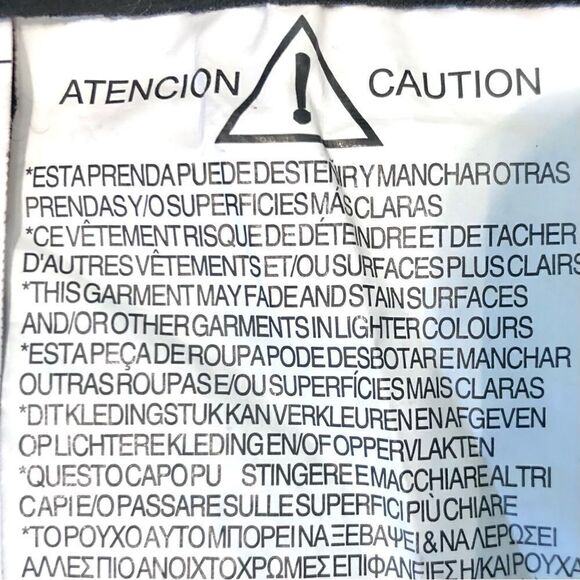 ATENCION ! CAUTION
*ESTA PRENDA PUEDE DESTEÑIR Y MANCHAR OTRAS
PRENDAS Y/O SUPERFICIES MÁS CLARAS
*CE VÊTEMENT RISQUE DE DÉTEINDRE ET DE TACHER
D'AUTRES VÊTEMENTS ET/OU SURFACES PLUS CLAIRS
*THIS GARMENT MAY FADE AND STAIN SURFACES
AND/OR OTHER GARMENTS IN LIGHTER COLOURS
*ESTA PEÇA DE ROUPA PODE DESBOTAR E MANCHAR
OUTRAS ROUPAS E/OU SUPERFÍCIES MAIS CLARAS
*DIT KLEDINGSTUK KAN VERKLEUREN EN AFGEVEN
OP LICHTERE KLEDING EN/OF OPPERVLAKTEN
*QUESTO CAPO PU STINGERE E MACCHIARE ALTRI
CAPI E/O PASSARE SULLE SUPERFICI PIÙ CHIARE
*ΤΟ ΡΟΥΧΟ ΑΥΤΟ ΜΠΟΡΕΙ ΝΑ ΞΕΒΑΨΕΙ & ΝΑ ΛΕΡΩΣΕΙ
ΑΛΛΕΣ ΠΙΟ ΑΝΟΙΧΤΟΧΡΩΜΕΣ ΕΠΙΦΑΝΕΙΕΣ Η/ΚΑΙ ΡΟΥΧΑ